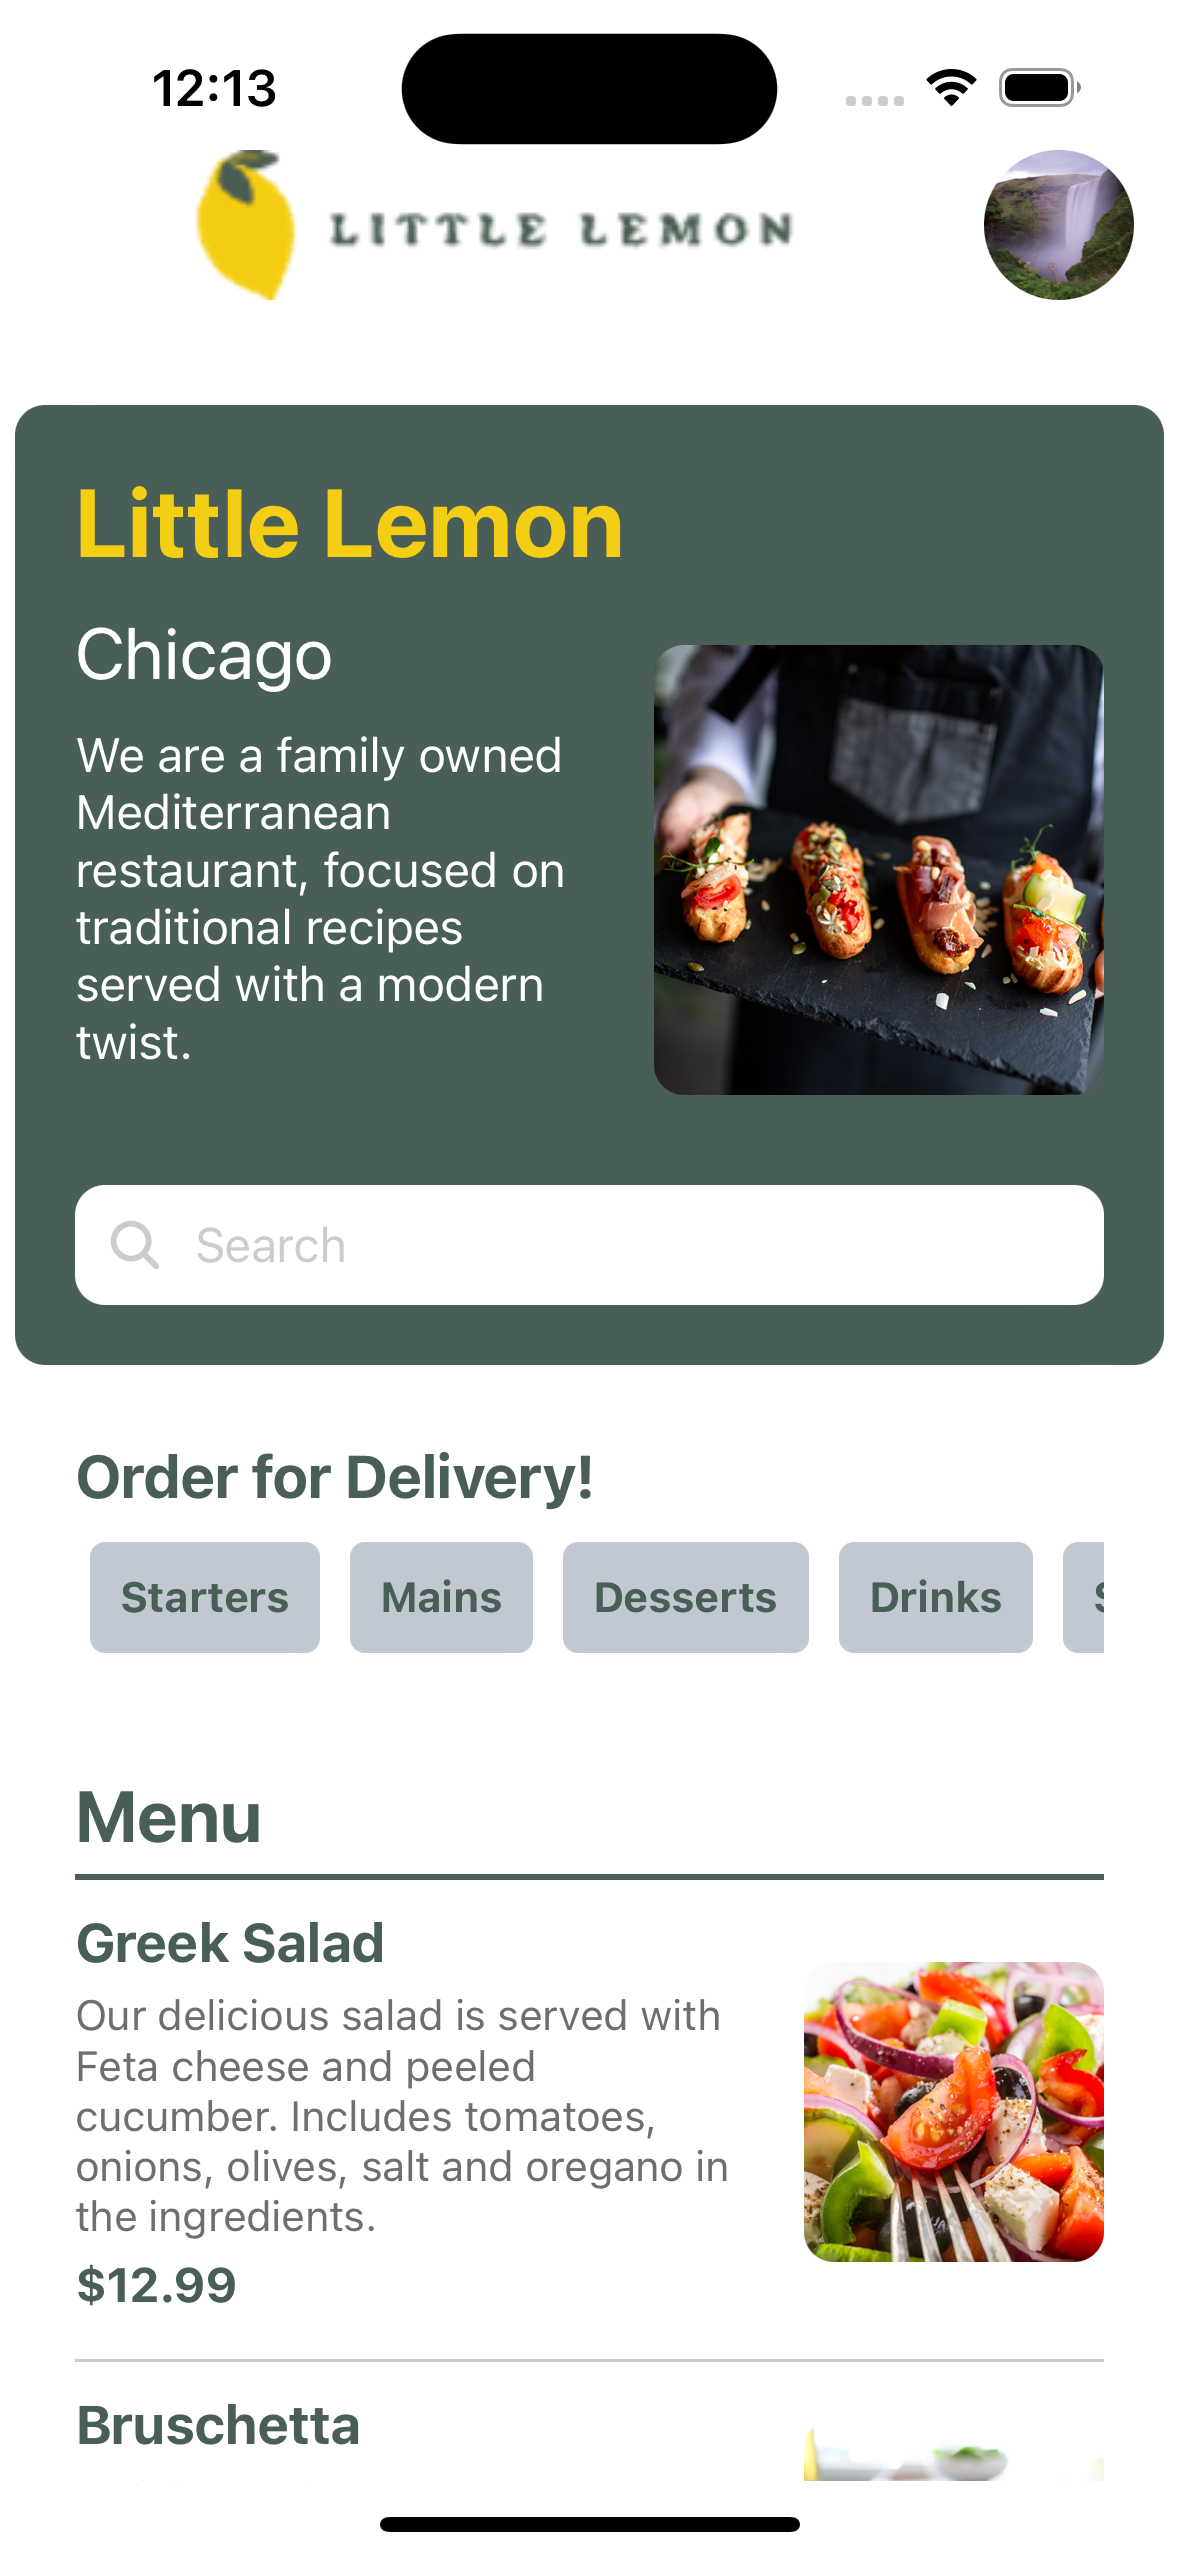 12:13
LITTLE LEMON
Little Lemon
Chicago
We are a family owned
Mediterranean
restaurant, focused on
traditional recipes
served with a modern
twist.
Search
Order for Delivery!
Starters
Mains
Desserts
Drinks
Menu
Greek Salad
Our delicious salad is served with
Feta cheese and peeled
cucumber. Includes tomatoes,
onions, olives, salt and oregano in
the ingredients.
$12.99
Bruschetta